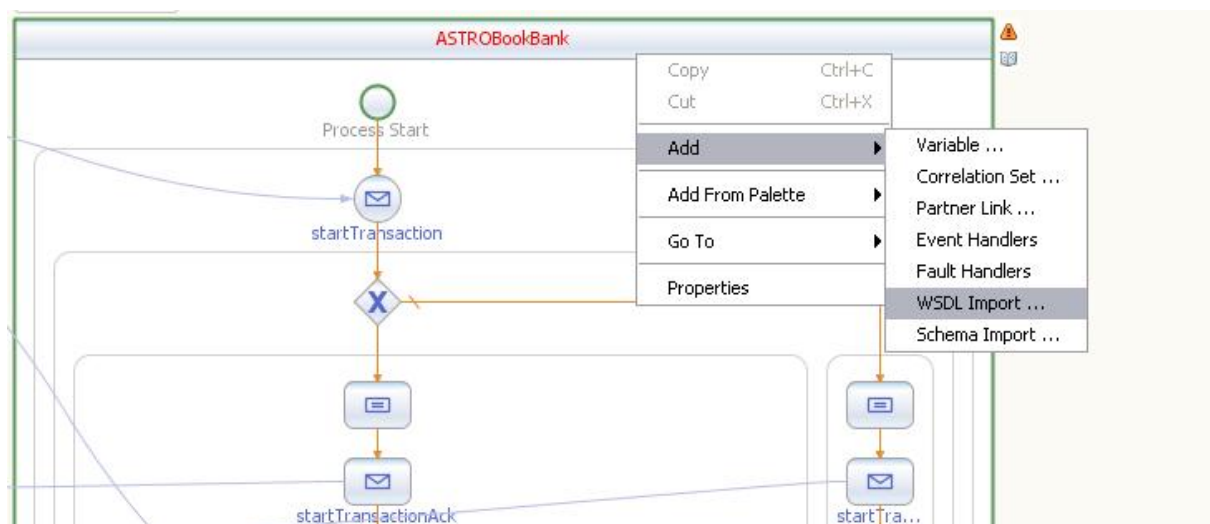 ASTROBookBank
Process Start
startTransaction
X
startTransactionAck
startTra...
Copy Ctrl+C
Cut Ctrl+X
Add
Add From Palette
Go To
Properties
Variable ...
Correlation Set ...
Partner Link ...
Event Handlers
Fault Handlers
WSDL Import ...
Schema Import ...